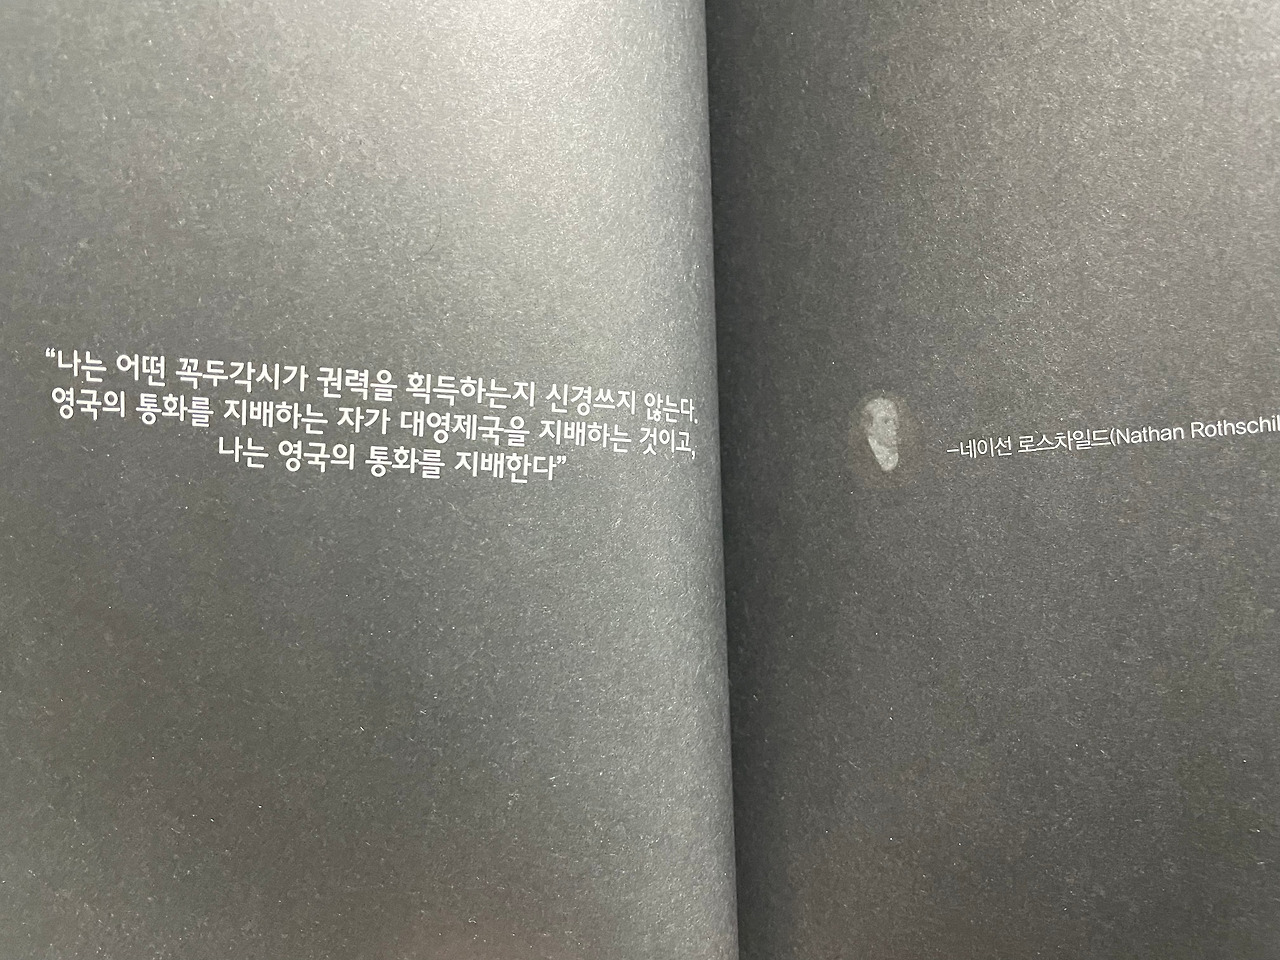 “나는 어떤 꼭두각시가 권력을 획득하는지 신경쓰지 않는다.
영국의 통화를 지배하는 자가 대영제국을 지배하는 것이고,
나는 영국의 통화를 지배한다”
–네이선 로스차일드(Nathan Rothschil